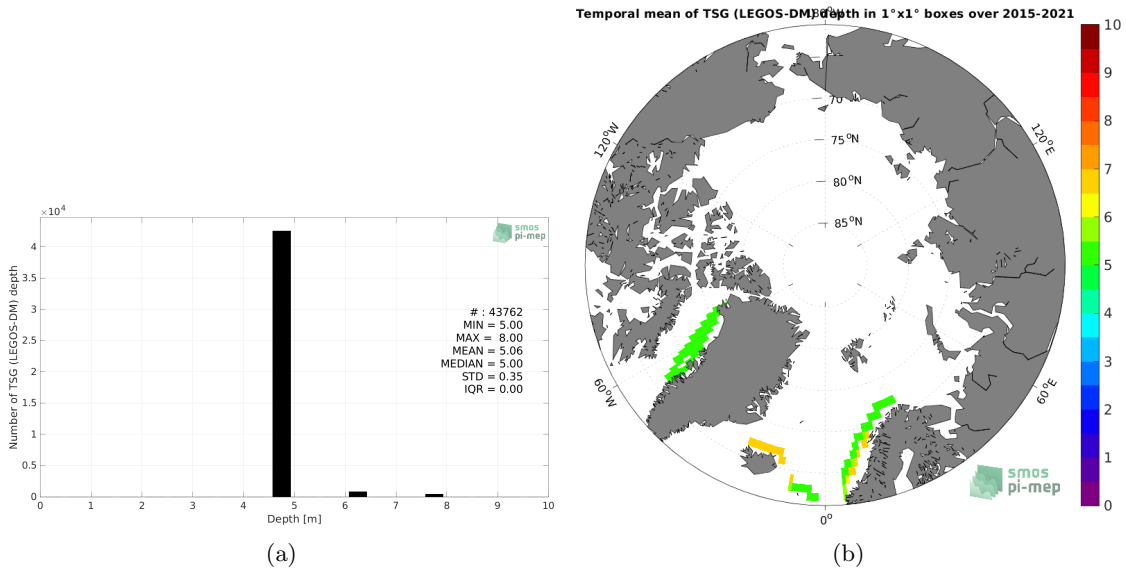 Temporal mean of TSG (LEGOS-DM) depth in 1°x1° boxes over 2015-2021
×10⁴
4
3.5
3
2.5
2
1.5
1
0.5
0
0 1 2 3 4 5 6 7 8 9 10
Number of TSG (LEGOS-DM) depth
Depth [m]
smos
pi-mep
# : 43762
MIN = 5.00
MAX = 8.00
MEAN = 5.06
MEDIAN = 5.00
STD = 0.35
IQR = 0.00
(a)
180°W
120°W
120°E
60°W
60°E
0°
70°N
75°N
80°N
85°N
smos
pi-mep
10
9
8
7
6
5
4
3
2
1
0
(b)